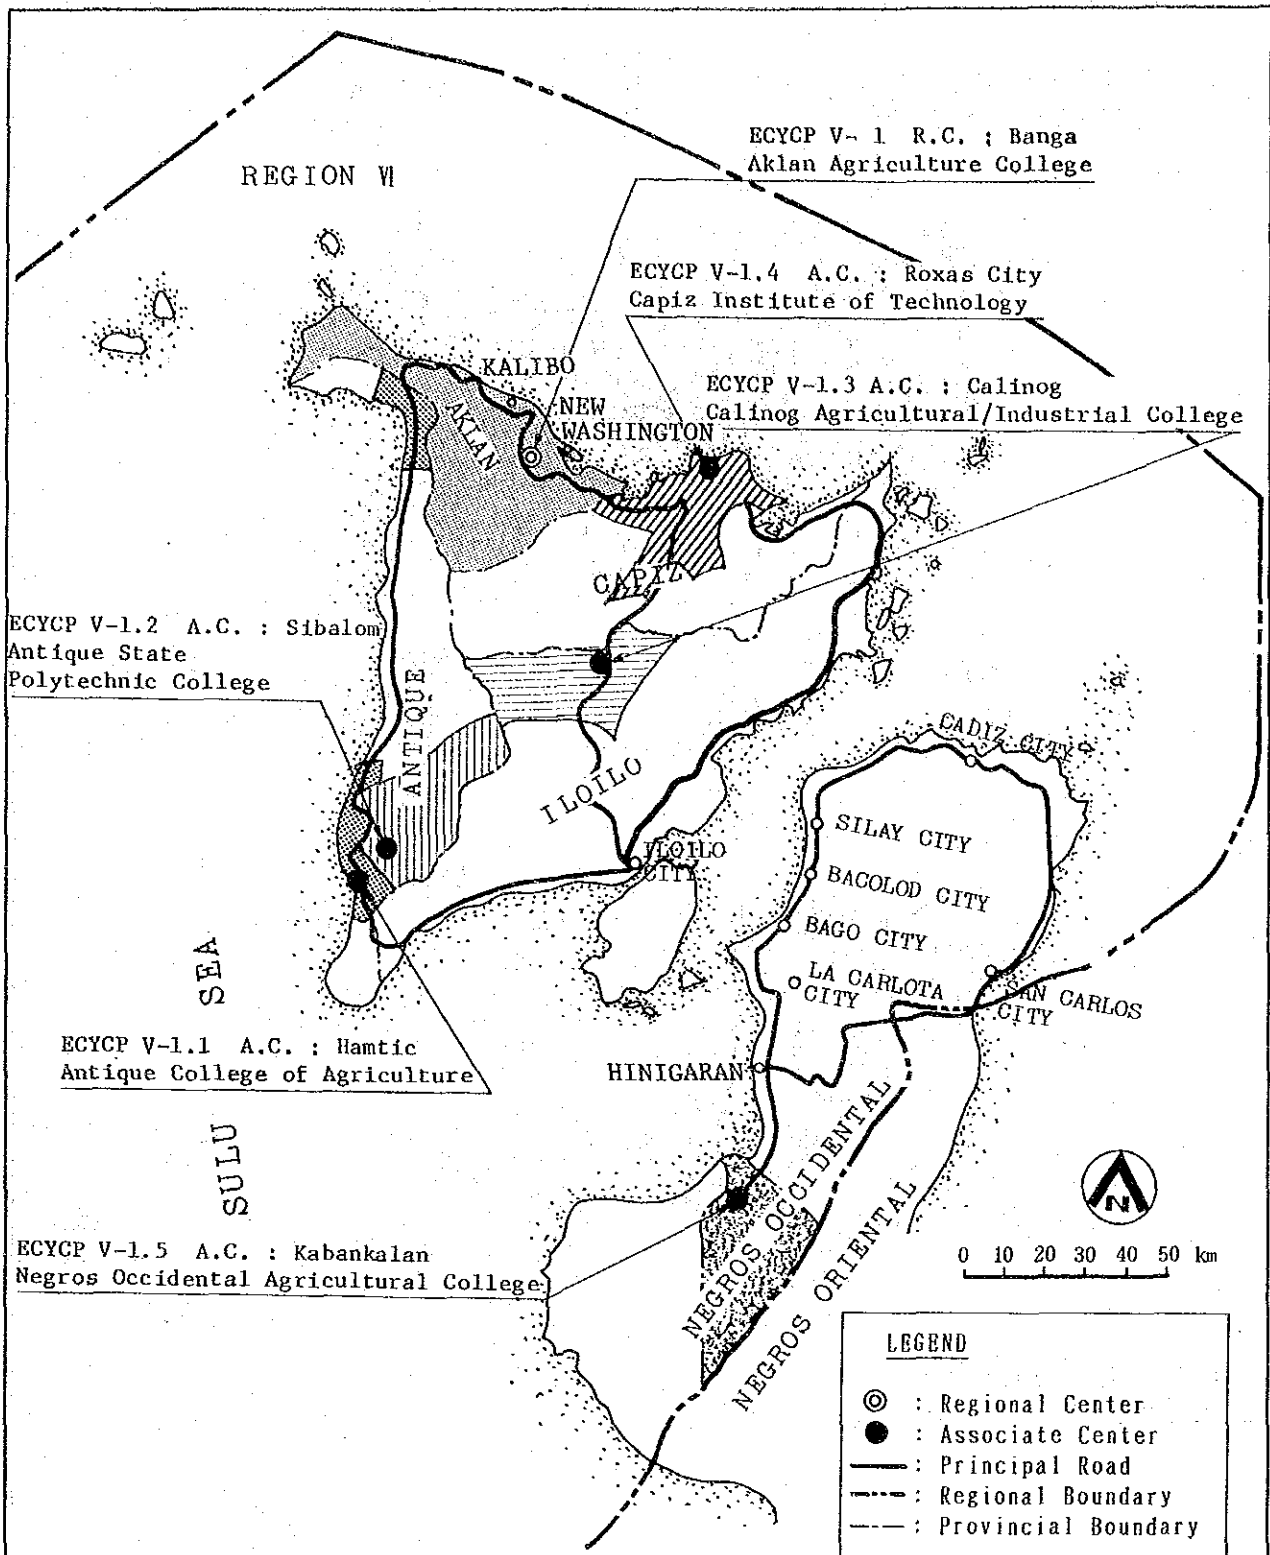 ECYCP V- 1 R.C. ; Banga
Aklan Agriculture College
REGION VI
ECYCP V-1.4 A.C. : Roxas City
Capiz Institute of Technology
KALIBO
ECYCP V-1.3 A.C. : Calinog
Calinog Agricultural/Industrial College
NEW
WASHINGTON
AKLAN
CAPIZ
ECYCP V-1.2 A.C. : Sibalom
Antique State
Polytechnic College
ANTIQUE
ILOILO
CADIZ CITY
SILAY CITY
ILOILO
CITY
BACOLOD CITY
BAGO CITY
LA CARLOTA
CITY
SAN CARLOS
CITY
SULU SEA
ECYCP V-1.1 A.C. : Hamtic
Antique College of Agriculture
HINIGARAN
NEGROS OCCIDENTAL
NEGROS ORIENTAL
N
ECYCP V-1.5 A.C. : Kabankalan
Negros Occidental Agricultural College
0 10 20 30 40 50 km
LEGEND
: Regional Center
: Associate Center
: Principal Road
: Regional Boundary
: Provincial Boundary